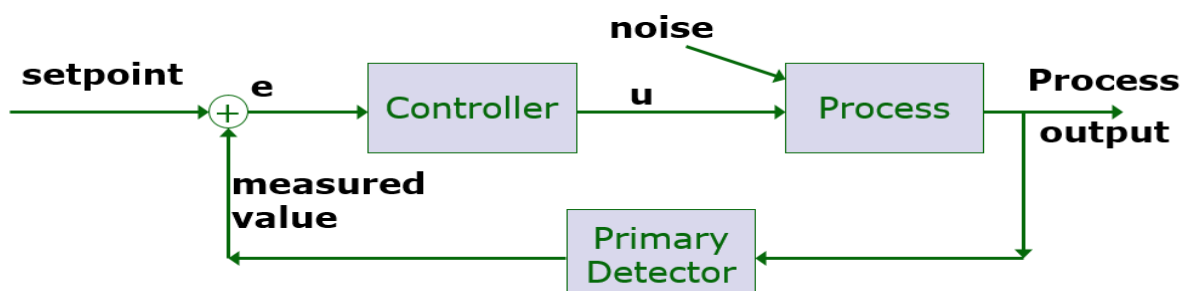 noise
setpoint
e
Controller
u
Process
Process
output
+
measured
value
Primary
Detector